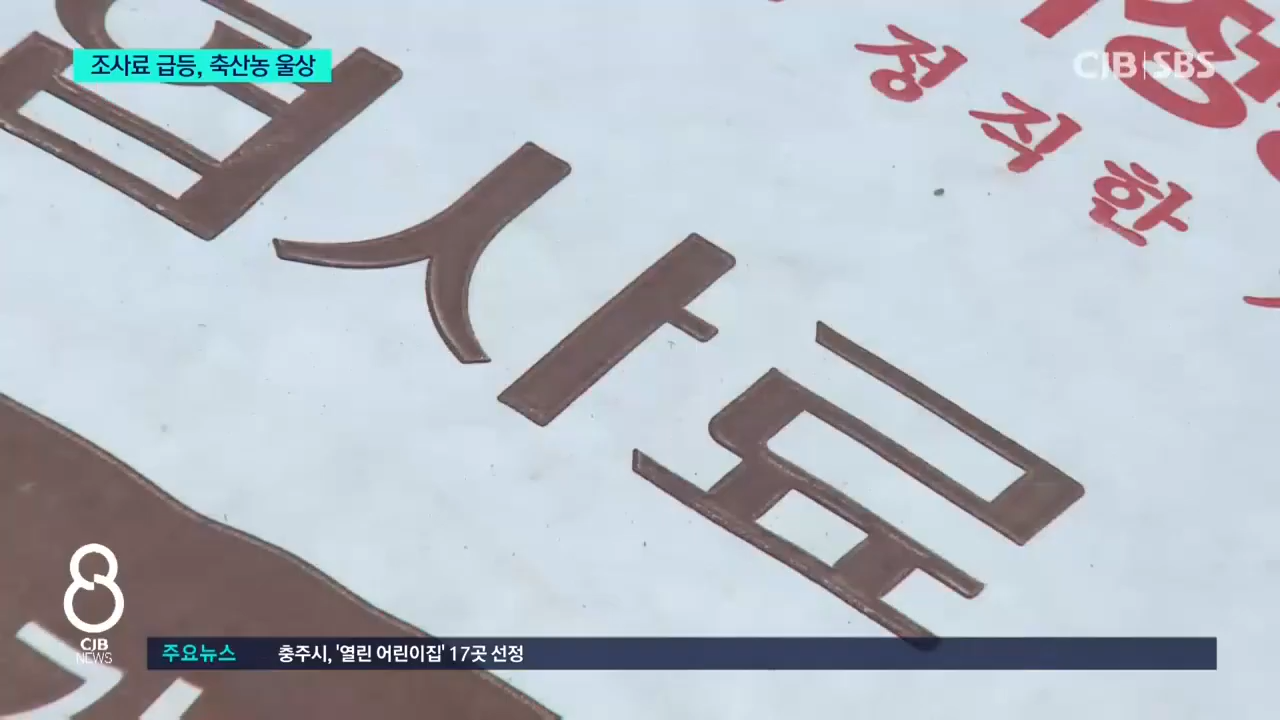 조사료 급등, 축산농 울상
CJB SBS
정직한
사료
8
CJB
NEWS
주요뉴스 충주시, '열린 어린이집' 17곳 선정